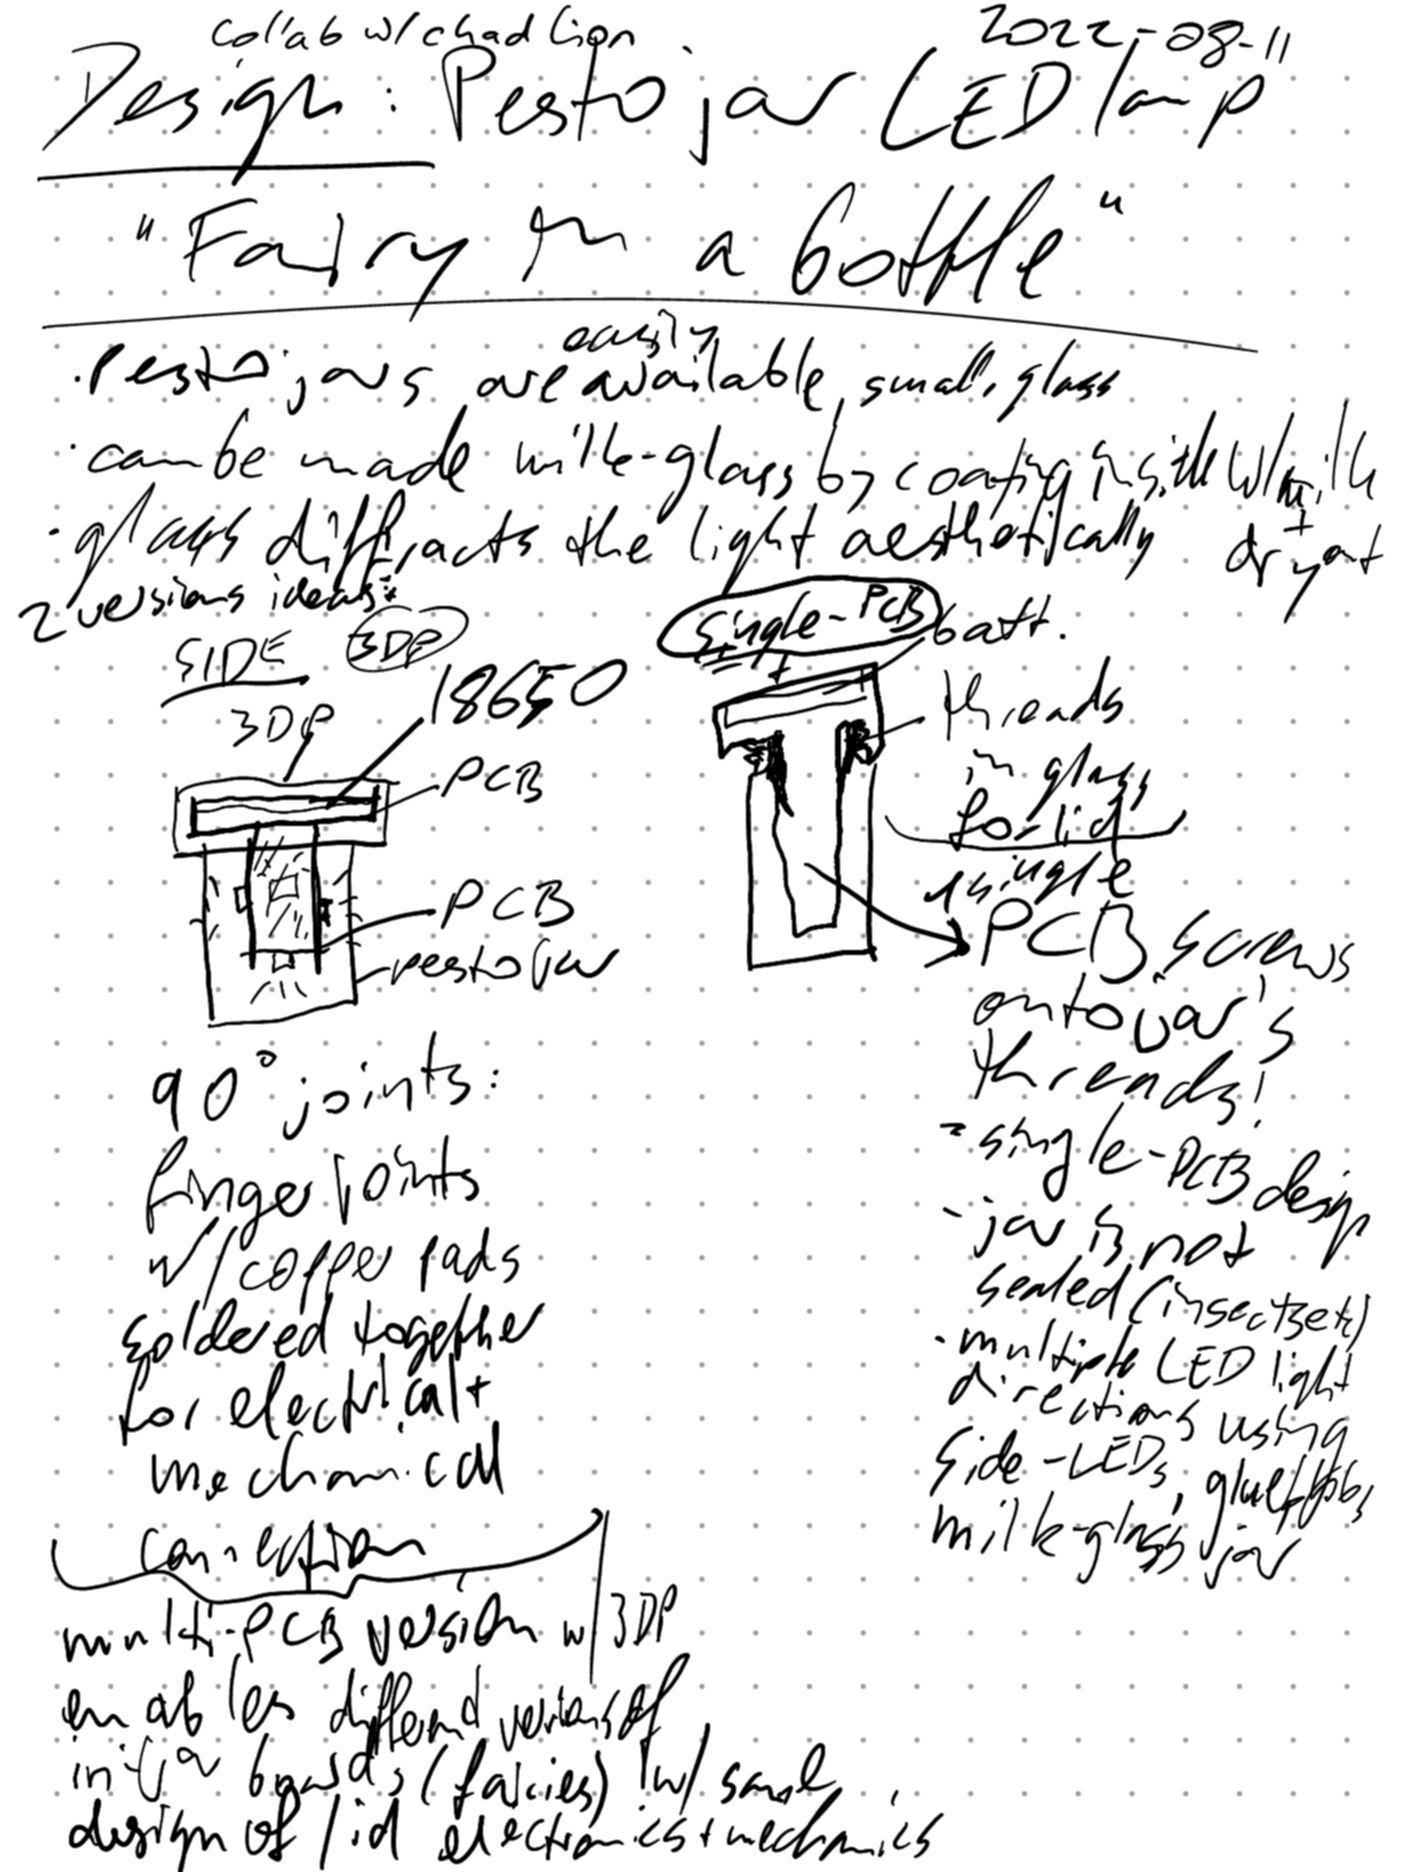 collab w/ chad lion 2022-08-11
Design: Pesto jar LED lamp
"Fairy in a bottle"
easily
· Pesto jars are available, small, glass
· can be made milk-glass by coating inside w/ milk
+ dry out
· glass diffracts the light aesthetically
2 versions ideas:
SIDE 3DP
3DP
18650
PCB
PCB
pesto jar
90° joints:
finger joints
w/ copper pads
soldered together
for electrical +
mechanical
connection
multi-PCB version w/ 3DP
enables different versions of
in-jar boards (fairies) w/ same
design of lid electronics + mechanics
single-PCB
batt.
threads
in glass
for lid
single
PCB screws
onto jar's
threads!
- single-PCB design
- jar is not
sealed (insects etc)
· multiple LED light
directions using
side-LEDs,
milk-glass jar